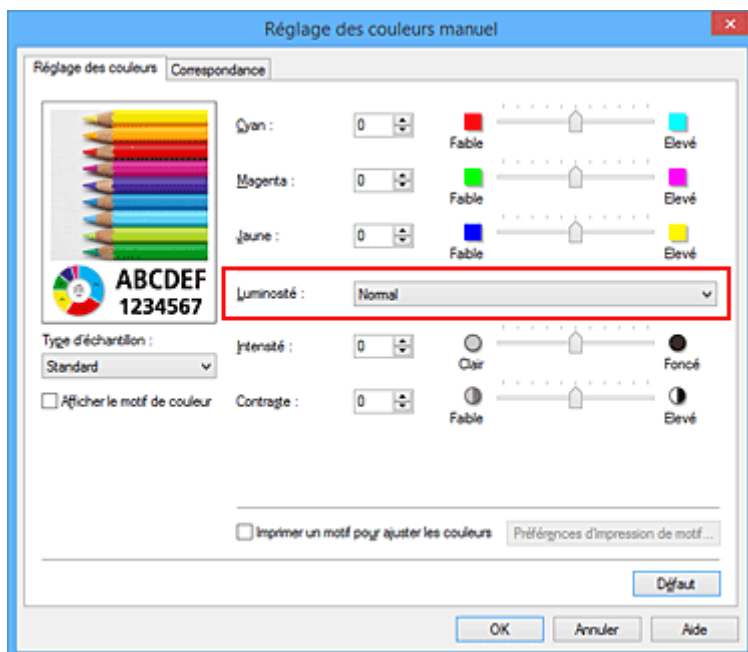 Réglage des couleurs manuel
Réglage des couleurs Correspondance
Cyan : 0 Faible Elevé
Magenta : 0 Faible Elevé
Jaune : 0 Faible Elevé
ABCDEF
1234567
Luminosité : Normal
Type d'échantillon :
Standard
Intensité : 0 Clair Foncé
Afficher le motif de couleur
Contraste : 0 Faible Elevé
Imprimer un motif pour ajuster les couleurs Préférences d'impression de motif...
Défaut
OK Annuler Aide